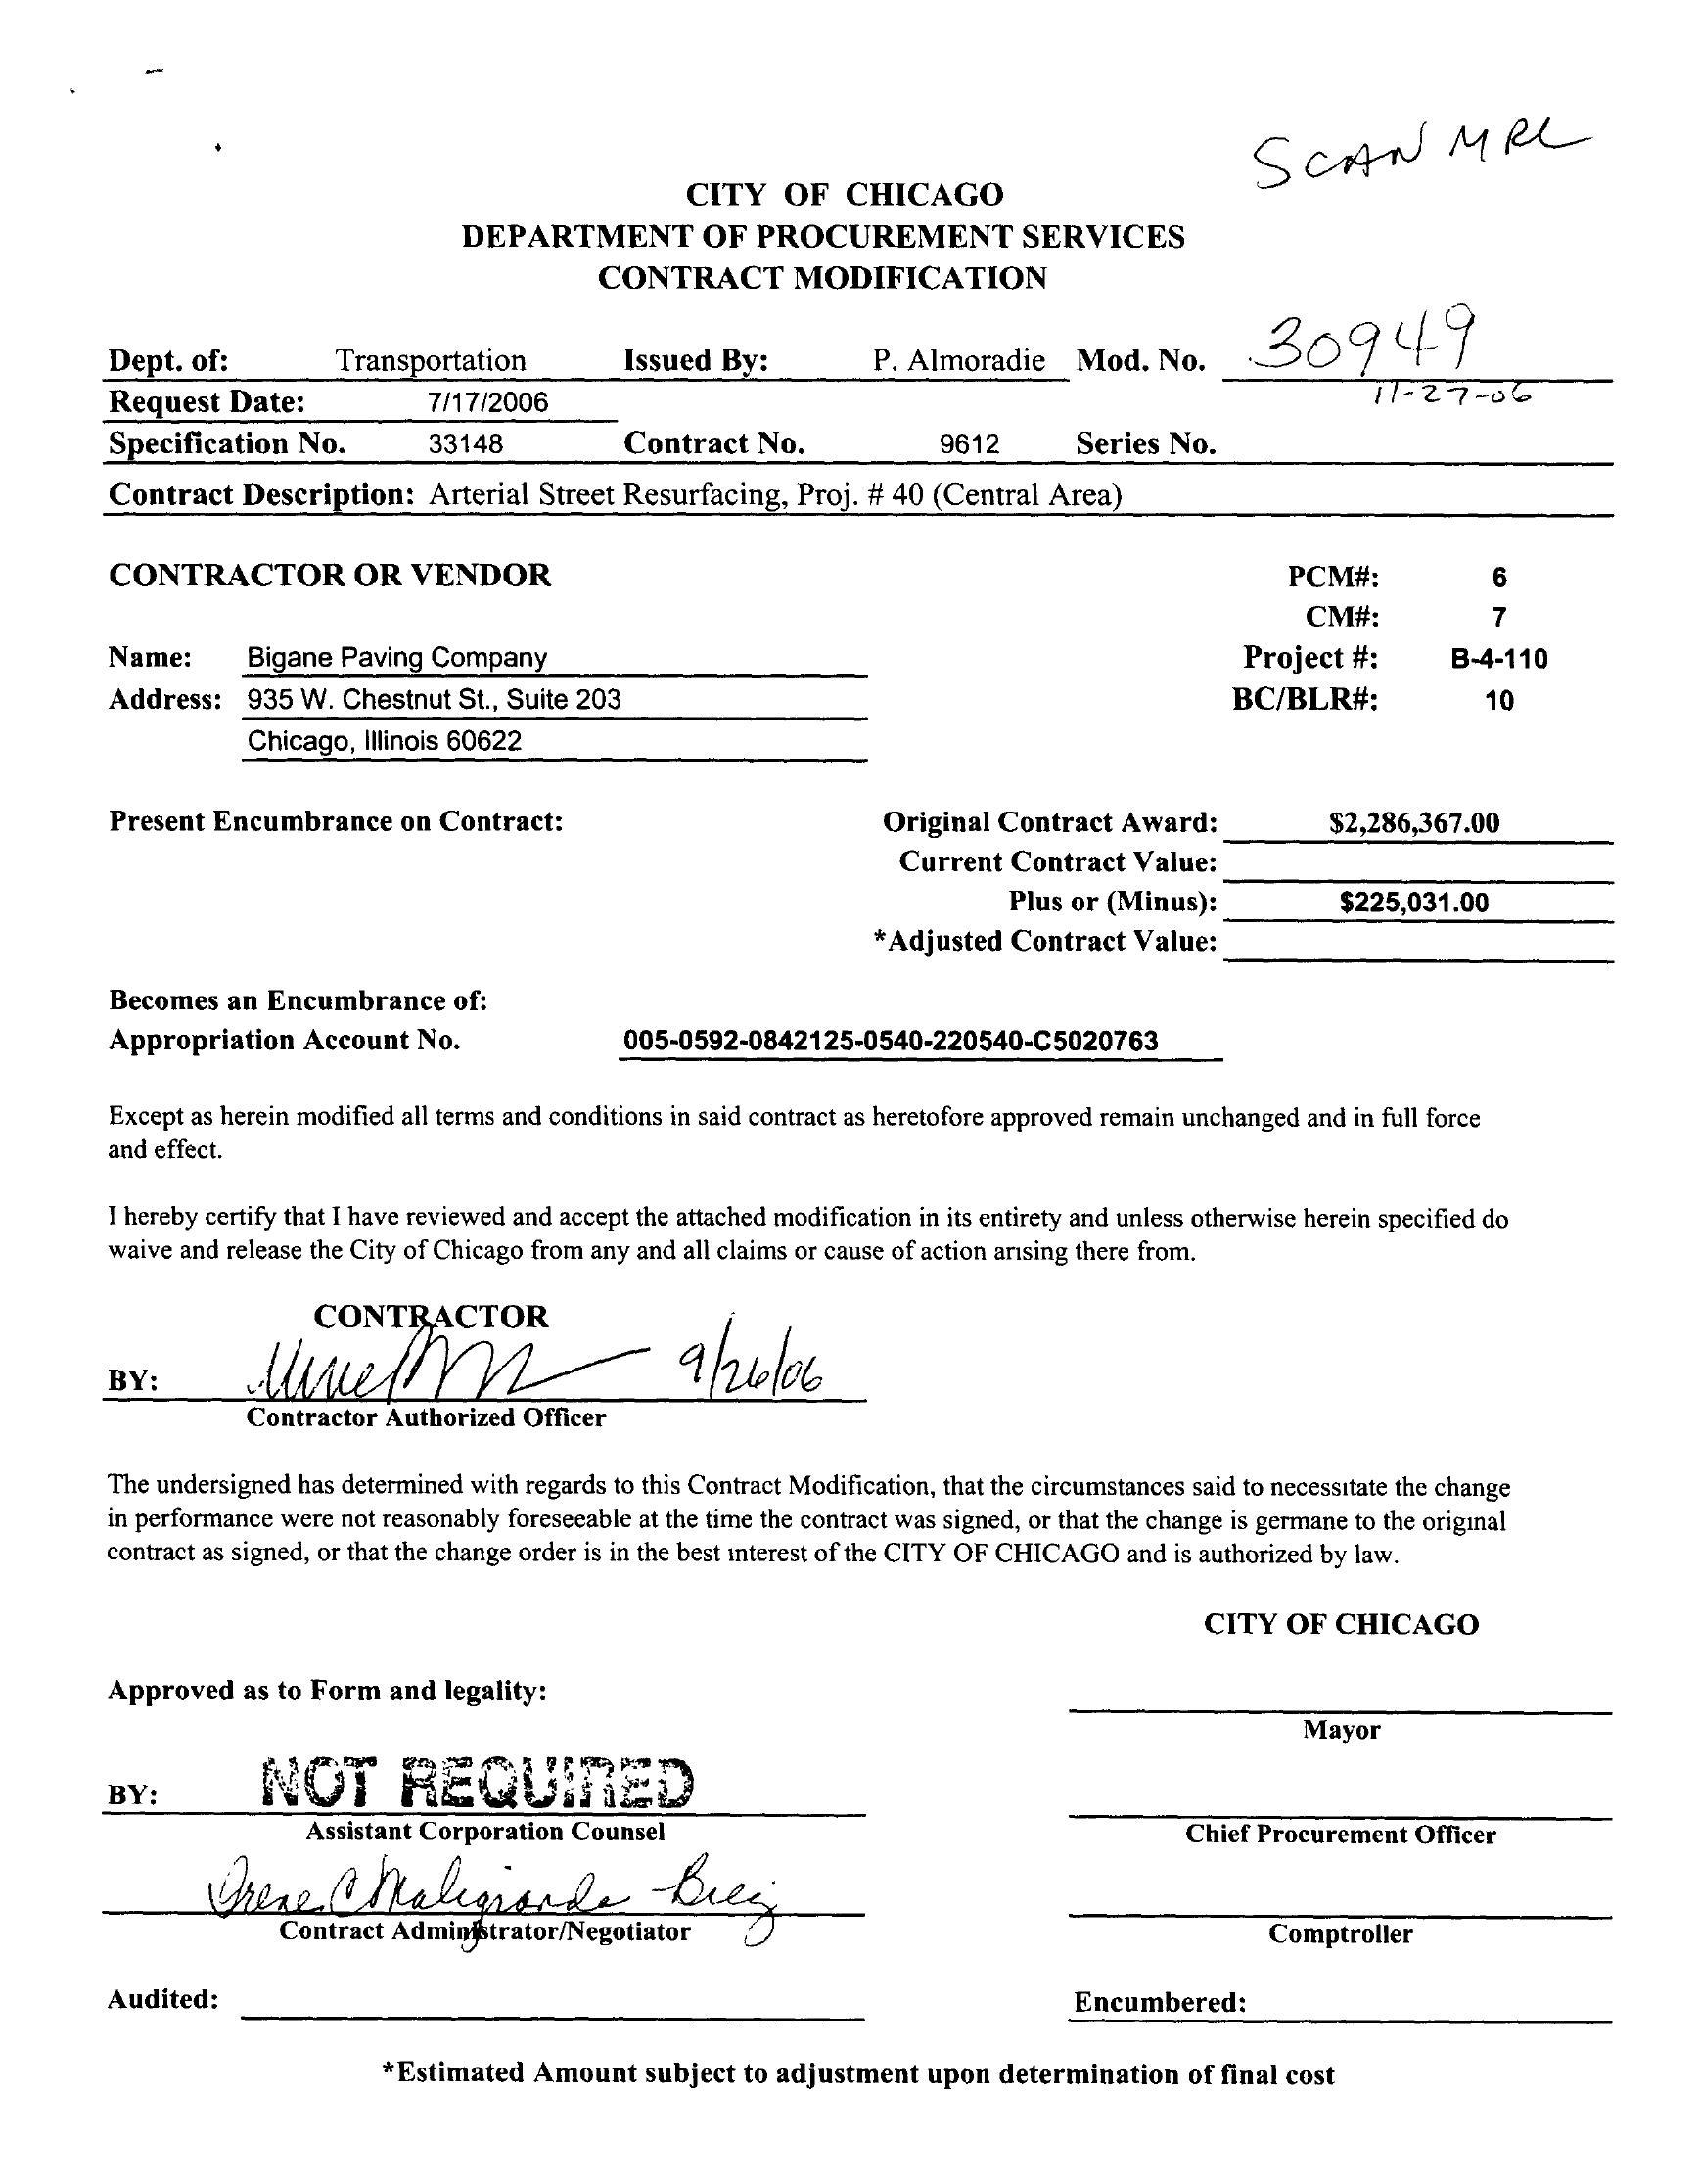 SCAN MRL
CITY OF CHICAGO
DEPARTMENT OF PROCUREMENT SERVICES
CONTRACT MODIFICATION
Dept. of: Transportation Issued By: P. Almoradie Mod. No. 30949
Request Date: 7/17/2006 11-27-06
Specification No. 33148 Contract No. 9612 Series No.
Contract Description: Arterial Street Resurfacing, Proj. # 40 (Central Area)
CONTRACTOR OR VENDOR PCM#: 6
CM#: 7
Name: Bigane Paving Company Project #: B-4-110
Address: 935 W. Chestnut St., Suite 203 BC/BLR#: 10
Chicago, Illinois 60622
Present Encumbrance on Contract: Original Contract Award: $2,286,367.00
Current Contract Value:
Plus or (Minus): $225,031.00
*Adjusted Contract Value:
Becomes an Encumbrance of:
Appropriation Account No. 005-0592-0842125-0540-220540-C5020763
Except as herein modified all terms and conditions in said contract as heretofore approved remain unchanged and in full force
and effect.
I hereby certify that I have reviewed and accept the attached modification in its entirety and unless otherwise herein specified do
waive and release the City of Chicago from any and all claims or cause of action arising there from.
CONTRACTOR
BY: 9/26/06
Contractor Authorized Officer
The undersigned has determined with regards to this Contract Modification, that the circumstances said to necessitate the change
in performance were not reasonably foreseeable at the time the contract was signed, or that the change is germane to the original
contract as signed, or that the change order is in the best interest of the CITY OF CHICAGO and is authorized by law.
CITY OF CHICAGO
Approved as to Form and legality:
Mayor
BY: NOT REQUIRED
Assistant Corporation Counsel Chief Procurement Officer
Irene C Maligranda -
Contract Administrator/Negotiator Comptroller
Audited: Encumbered:
*Estimated Amount subject to adjustment upon determination of final cost